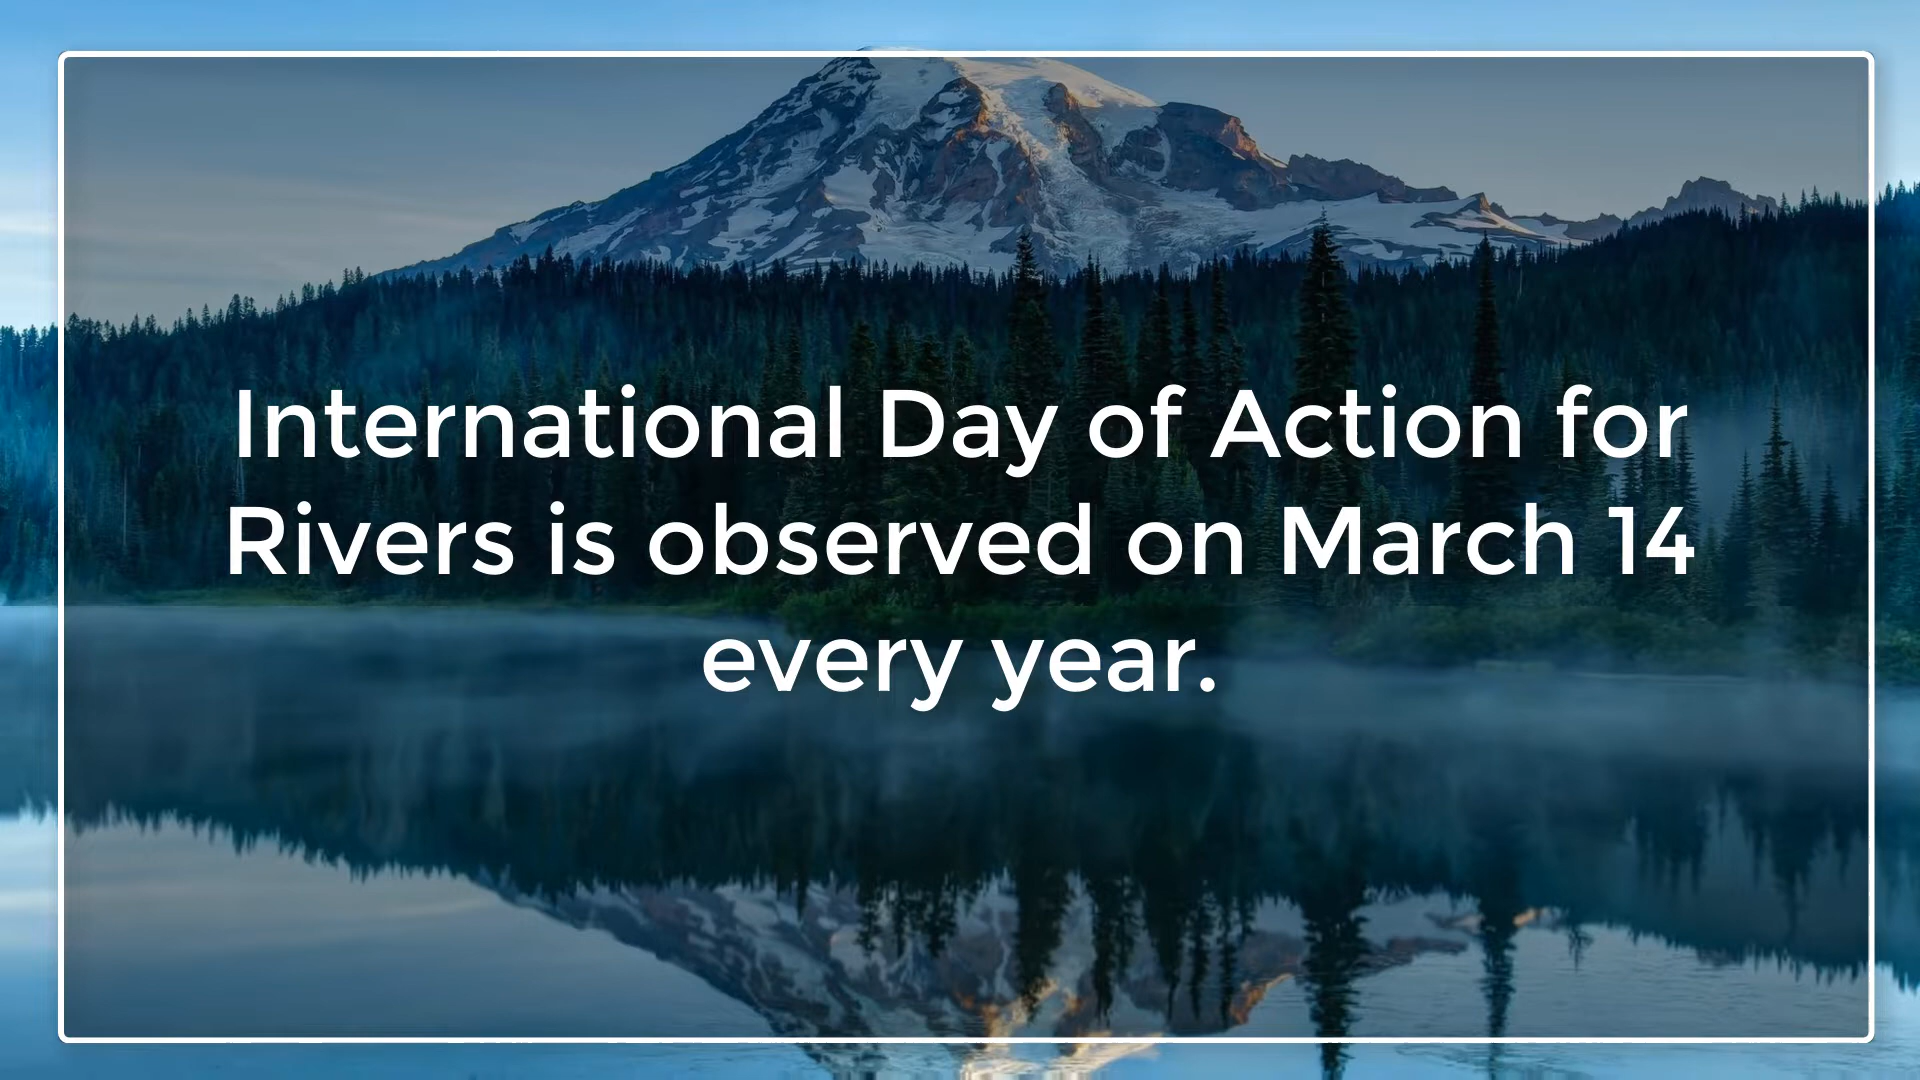 International Day of Action for
Rivers is observed on March 14
every year.